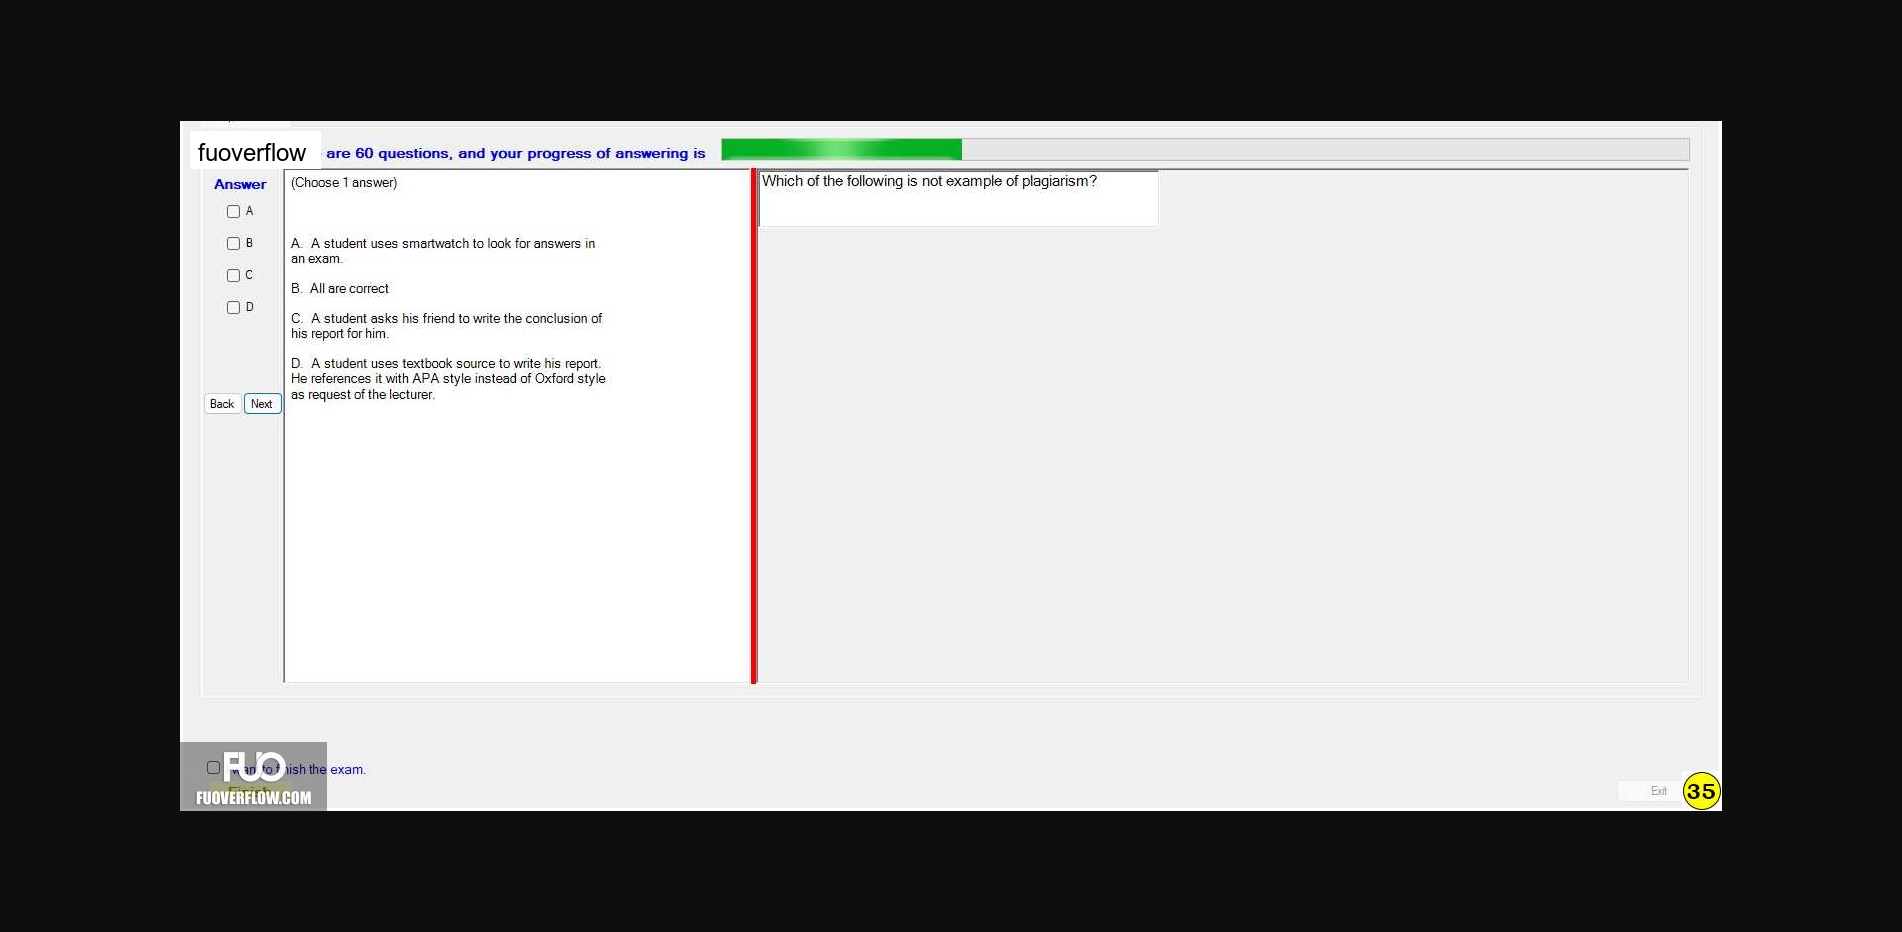 fuoverflow are 60 questions, and your progress of answering is
Answer
(Choose 1 answer)
Which of the following is not example of plagiarism?
A
B
C
D
A. A student uses smartwatch to look for answers in
an exam.
B. All are correct
C. A student asks his friend to write the conclusion of
his report for him.
D. A student uses textbook source to write his report.
He references it with APA style instead of Oxford style
as request of the lecturer.
Back Next
FUO
to finish the exam.
Finish
FUOVERFLOW.COM
Exit
35